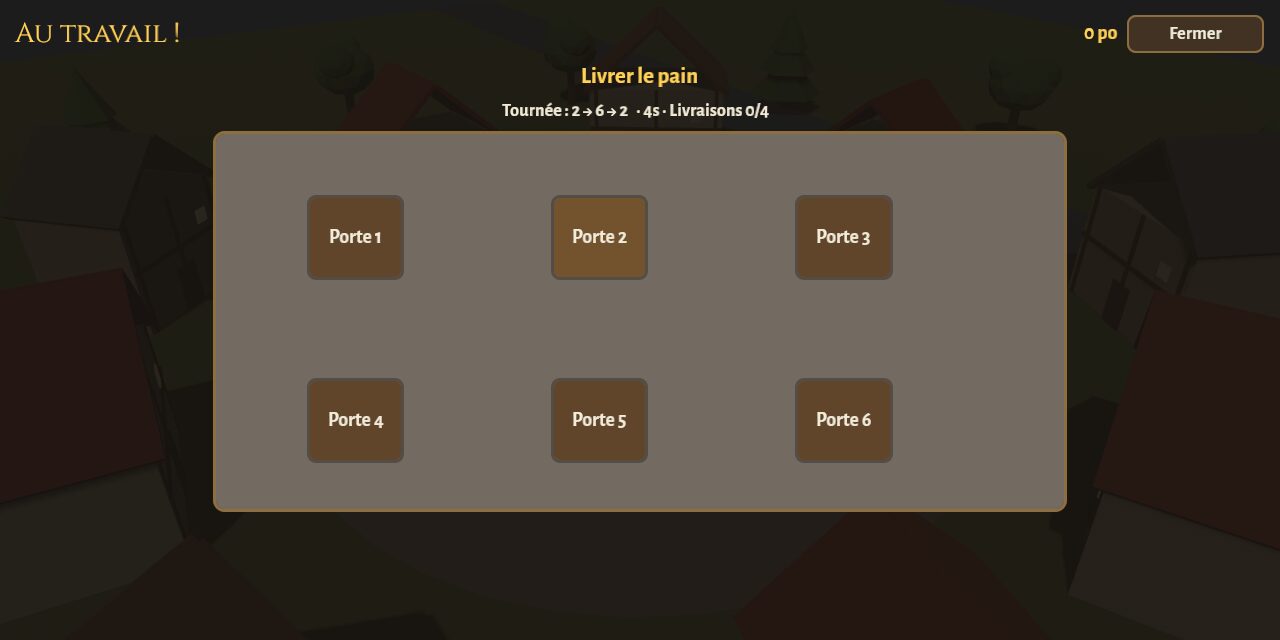 Au travail !
0 po
Fermer
Livrer le pain
Tournée : 2 → 6 → 2 · 4s · Livraisons 0/4
Porte 1
Porte 2
Porte 3
Porte 4
Porte 5
Porte 6